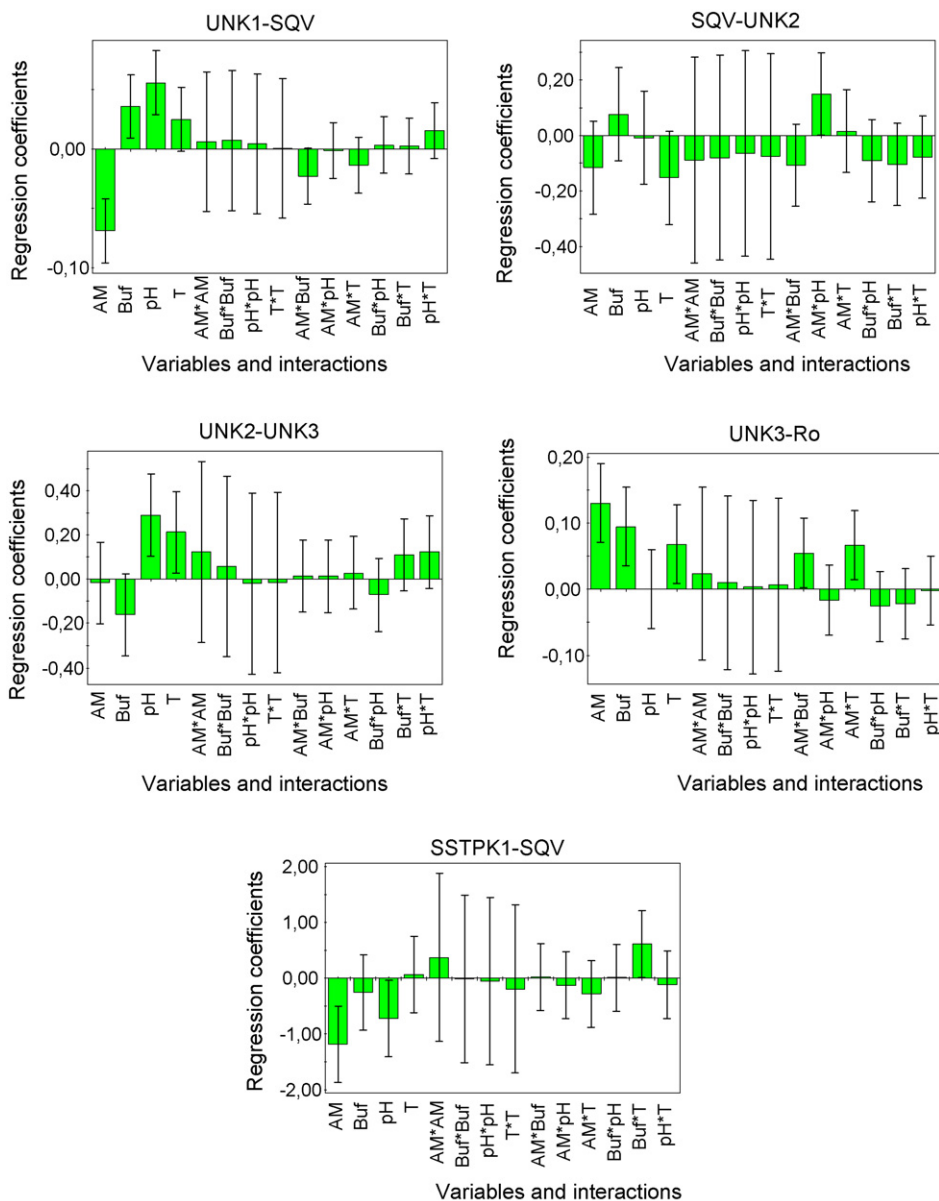 UNK1-SQV
Regression coefficients
0,00
-0,10
AM
Buf
pH
T
AM*AM
Buf*Buf
pH*pH
T*T
AM*Buf
AM*pH
AM*T
Buf*pH
Buf*T
pH*T
Variables and interactions
SQV-UNK2
Regression coefficients
0,20
0,00
-0,20
-0,40
AM
Buf
pH
T
AM*AM
Buf*Buf
pH*pH
T*T
AM*Buf
AM*pH
AM*T
Buf*pH
Buf*T
pH*T
Variables and interactions
UNK2-UNK3
Regression coefficients
0,40
0,20
0,00
-0,20
-0,40
AM
Buf
pH
T
AM*AM
Buf*Buf
pH*pH
T*T
AM*Buf
AM*pH
AM*T
Buf*pH
Buf*T
pH*T
Variables and interactions
UNK3-Ro
Regression coefficients
0,20
0,10
0,00
-0,10
AM
Buf
pH
T
AM*AM
Buf*Buf
pH*pH
T*T
AM*Buf
AM*pH
AM*T
Buf*pH
Buf*T
pH*T
Variables and interactions
SSTPK1-SQV
Regression coefficients
2,00
1,00
0,00
-1,00
-2,00
AM
Buf
pH
T
AM*AM
Buf*Buf
pH*pH
T*T
AM*Buf
AM*pH
AM*T
Buf*pH
Buf*T
pH*T
Variables and interactions